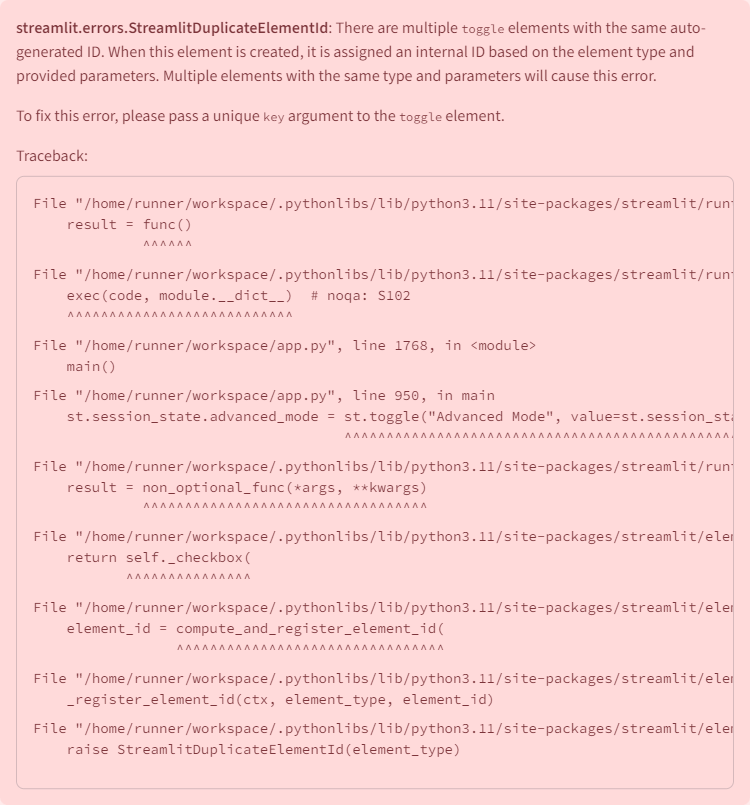 streamlit.errors.StreamlitDuplicateElementId: There are multiple toggle elements with the same auto-
generated ID. When this element is created, it is assigned an internal ID based on the element type and
provided parameters. Multiple elements with the same type and parameters will cause this error.
To fix this error, please pass a unique key argument to the toggle element.
Traceback:
File "/home/runner/workspace/.pythonlibs/lib/python3.11/site-packages/streamlit/runt
    result = func()
             ^^^^^^
File "/home/runner/workspace/.pythonlibs/lib/python3.11/site-packages/streamlit/runt
    exec(code, module.__dict__)  # noqa: S102
    ^^^^^^^^^^^^^^^^^^^^^^^^^^^
File "/home/runner/workspace/app.py", line 1768, in <module>
    main()
File "/home/runner/workspace/app.py", line 950, in main
    st.session_state.advanced_mode = st.toggle("Advanced Mode", value=st.session_sta
                                     ^^^^^^^^^^^^^^^^^^^^^^^^^^^^^^^^^^^^^^^^^^^^^^^
File "/home/runner/workspace/.pythonlibs/lib/python3.11/site-packages/streamlit/runt
    result = non_optional_func(*args, **kwargs)
             ^^^^^^^^^^^^^^^^^^^^^^^^^^^^^^^^^^
File "/home/runner/workspace/.pythonlibs/lib/python3.11/site-packages/streamlit/elem
    return self._checkbox(
           ^^^^^^^^^^^^^^^
File "/home/runner/workspace/.pythonlibs/lib/python3.11/site-packages/streamlit/elem
    element_id = compute_and_register_element_id(
                 ^^^^^^^^^^^^^^^^^^^^^^^^^^^^^^^^
File "/home/runner/workspace/.pythonlibs/lib/python3.11/site-packages/streamlit/elem
    _register_element_id(ctx, element_type, element_id)
File "/home/runner/workspace/.pythonlibs/lib/python3.11/site-packages/streamlit/elem
    raise StreamlitDuplicateElementId(element_type)